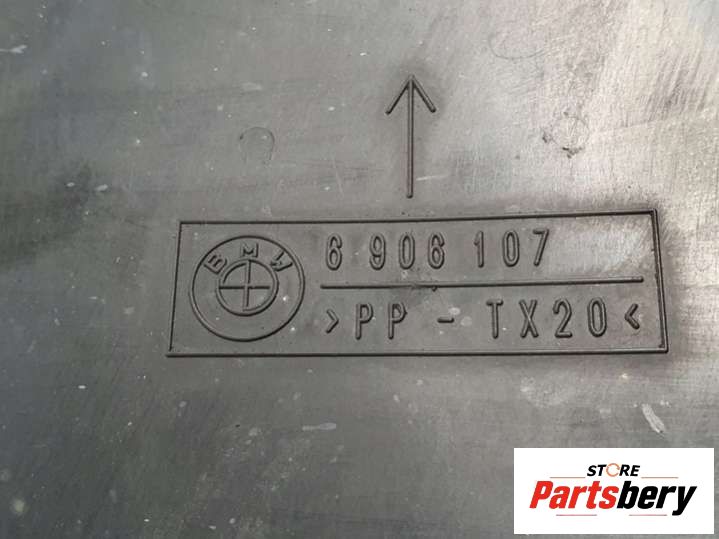 BMW
6 906 107
>PP - TX20<
STORE
Partsbery